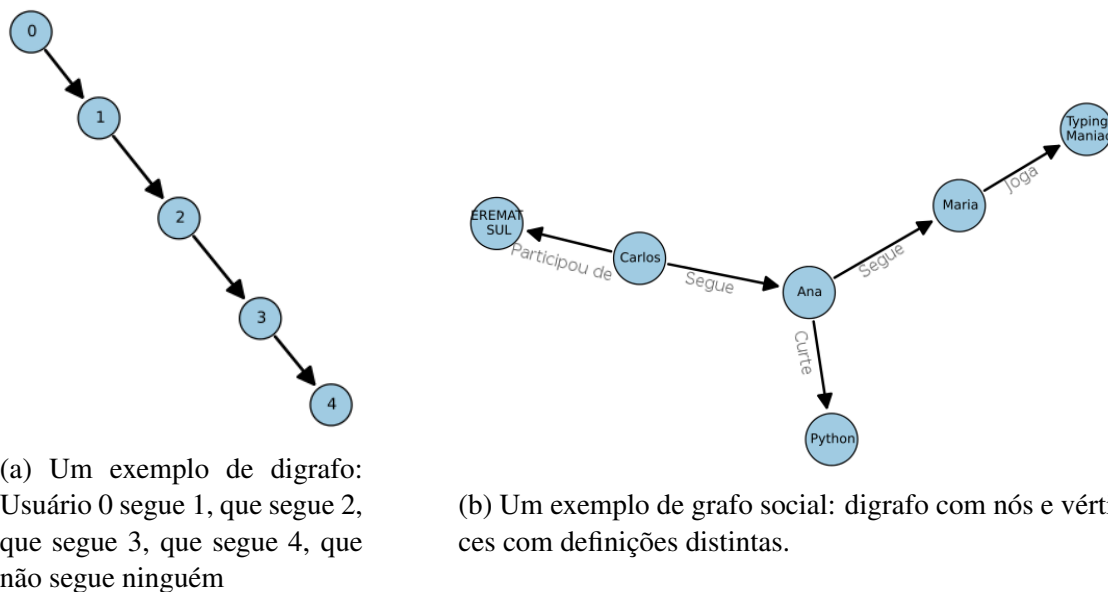 0
1
2
3
4
(a) Um exemplo de digrafo:
Usuário 0 segue 1, que segue 2,
que segue 3, que segue 4, que
não segue ninguém
EREMAT
SUL
Participou de
Carlos
Segue
Ana
Segue
Maria
Joga
Typing
Maniac
Curte
Python
(b) Um exemplo de grafo social: digrafo com nós e vérti
ces com definições distintas.